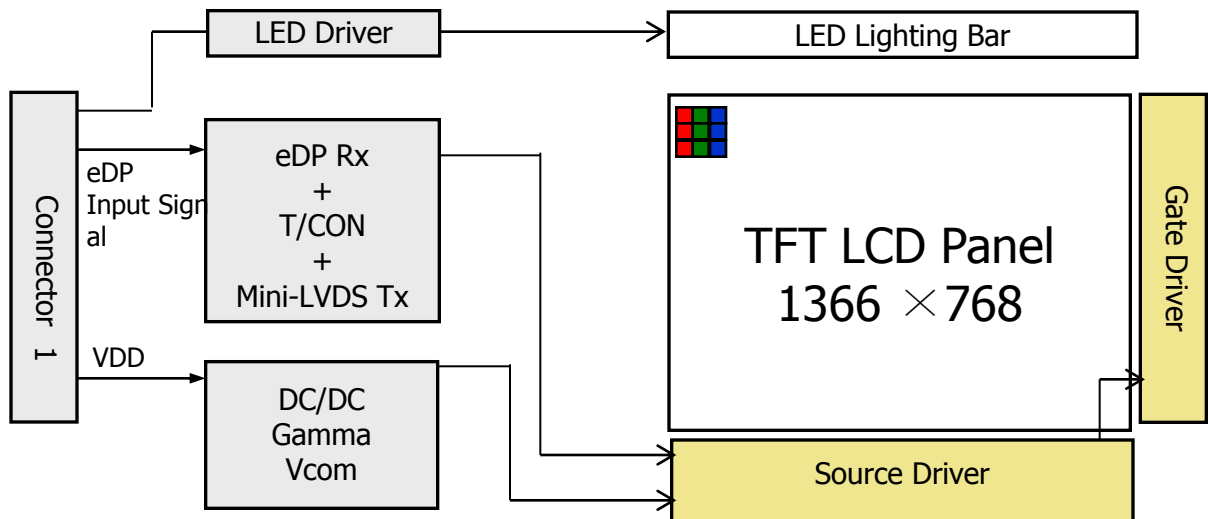 LED Driver
LED Lighting Bar
Connector 1
eDP
Input Sign
al
eDP Rx
+
T/CON
+
Mini-LVDS Tx
TFT LCD Panel
1366 ×768
Gate Driver
VDD
DC/DC
Gamma
Vcom
Source Driver